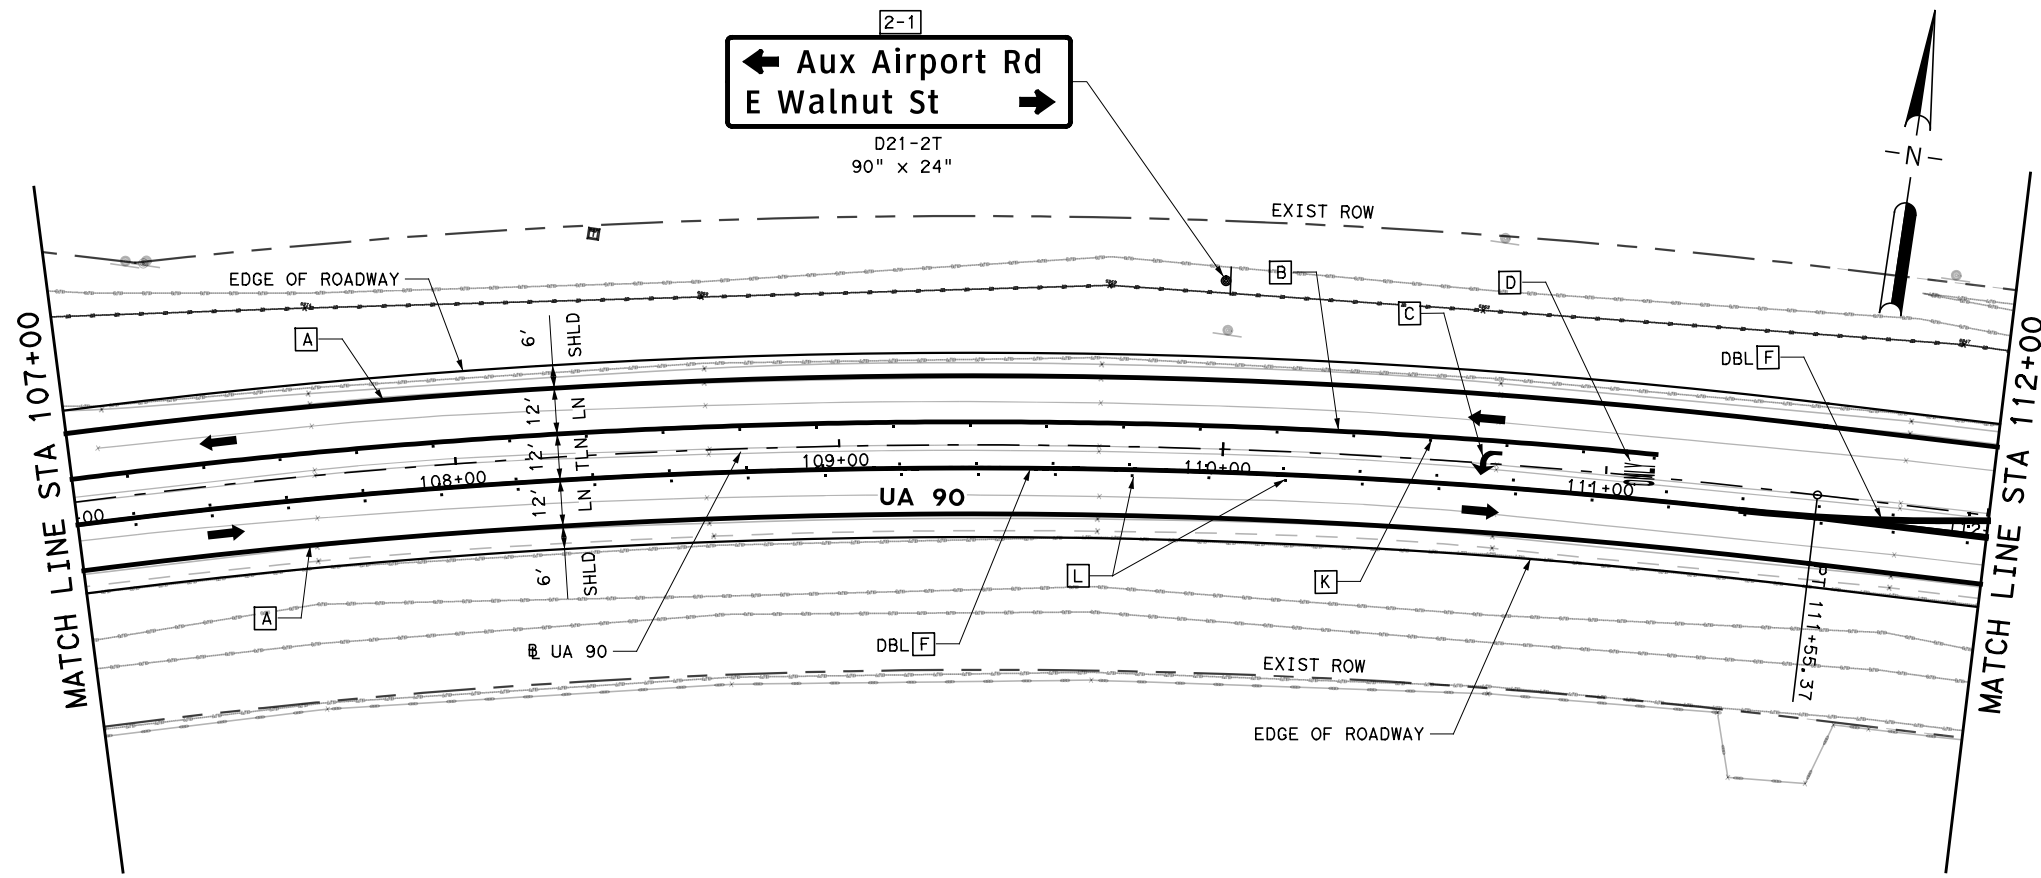 2-1
Aux Airport Rd
E Walnut St
D21-2T
90" x 24"
N
EXIST ROW
EDGE OF ROADWAY
A
B
C
D
DBL F
6'
SHLD
12'
LN
12'
TLN
12'
LN
6'
SHLD
MATCH LINE STA 107+00
MATCH LINE STA 112+00
00
108+00
109+00
110+00
111+00
UA 90
PT 111+55.37
L
K
A
BL UA 90
DBL F
EXIST ROW
EDGE OF ROADWAY